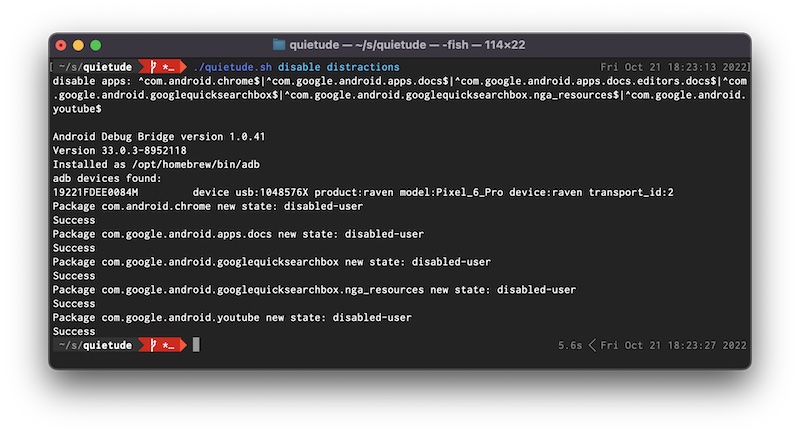 quietude — ~/s/quietude — -fish — 114×22
[ ~/s/quietude *… ./quietude.sh disable distractions Fri Oct 21 18:23:13 2022]
disable apps: ^com.android.chrome$|^com.google.android.apps.docs$|^com.google.android.apps.docs.editors.docs$|^com
.google.android.googlequicksearchbox$|^com.google.android.googlequicksearchbox.nga_resources$|^com.google.android.
youtube$
Android Debug Bridge version 1.0.41
Version 33.0.3-8952118
Installed as /opt/homebrew/bin/adb
adb devices found:
19221FDEE0084M device usb:1048576X product:raven model:Pixel_6_Pro device:raven transport_id:2
Package com.android.chrome new state: disabled-user
Success
Package com.google.android.apps.docs new state: disabled-user
Success
Package com.google.android.googlequicksearchbox new state: disabled-user
Success
Package com.google.android.googlequicksearchbox.nga_resources new state: disabled-user
Success
Package com.google.android.youtube new state: disabled-user
Success
~/s/quietude *… 5.6s < Fri Oct 21 18:23:27 2022